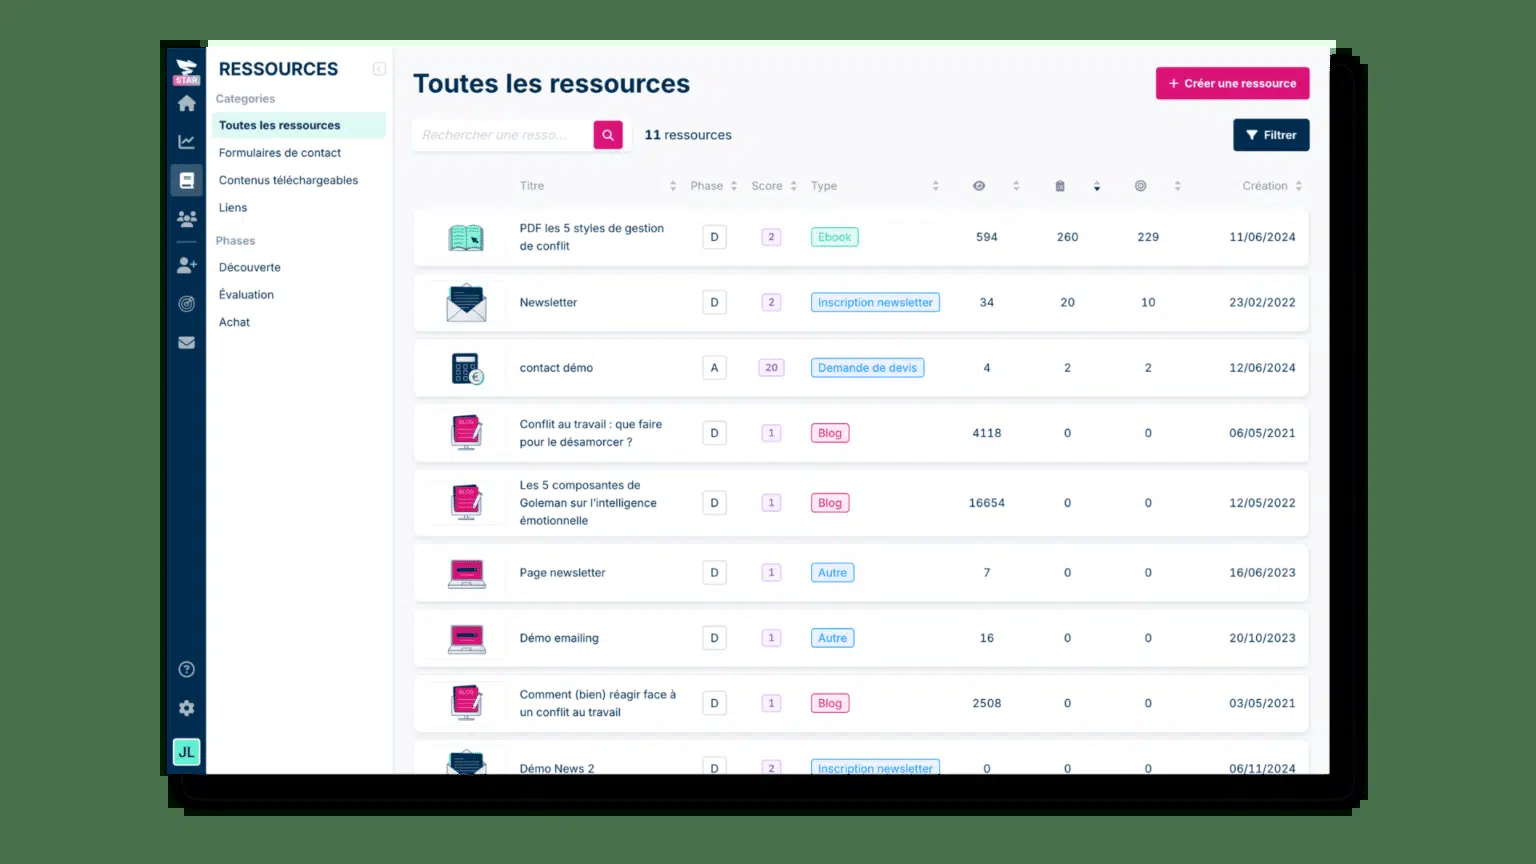 STAR
RESSOURCES
Categories
Toutes les ressources
Formulaires de contact
Contenus téléchargeables
Liens
Phases
Découverte
Évaluation
Achat
JL
Toutes les ressources
+ Créer une ressource
Rechercher une resso...
11 ressources
Filtrer
Titre Phase Score Type Création
PDF les 5 styles de gestion
de conflit
D 2 Ebook 594 260 229 11/06/2024
Newsletter D 2 Inscription newsletter 34 20 10 23/02/2022
contact démo A 20 Demande de devis 4 2 2 12/06/2024
BLOG
Conflit au travail : que faire
pour le désamorcer ?
D 1 Blog 4118 0 0 06/05/2021
BLOG
Les 5 composantes de
Goleman sur l'intelligence
émotionnelle
D 1 Blog 16654 0 0 12/05/2022
Page newsletter D 1 Autre 7 0 0 16/06/2023
Démo emailing D 1 Autre 16 0 0 20/10/2023
BLOG
Comment (bien) réagir face à
un conflit au travail
D 1 Blog 2508 0 0 03/05/2021
Démo News 2 D 2 Inscription newsletter 0 0 0 06/11/2024